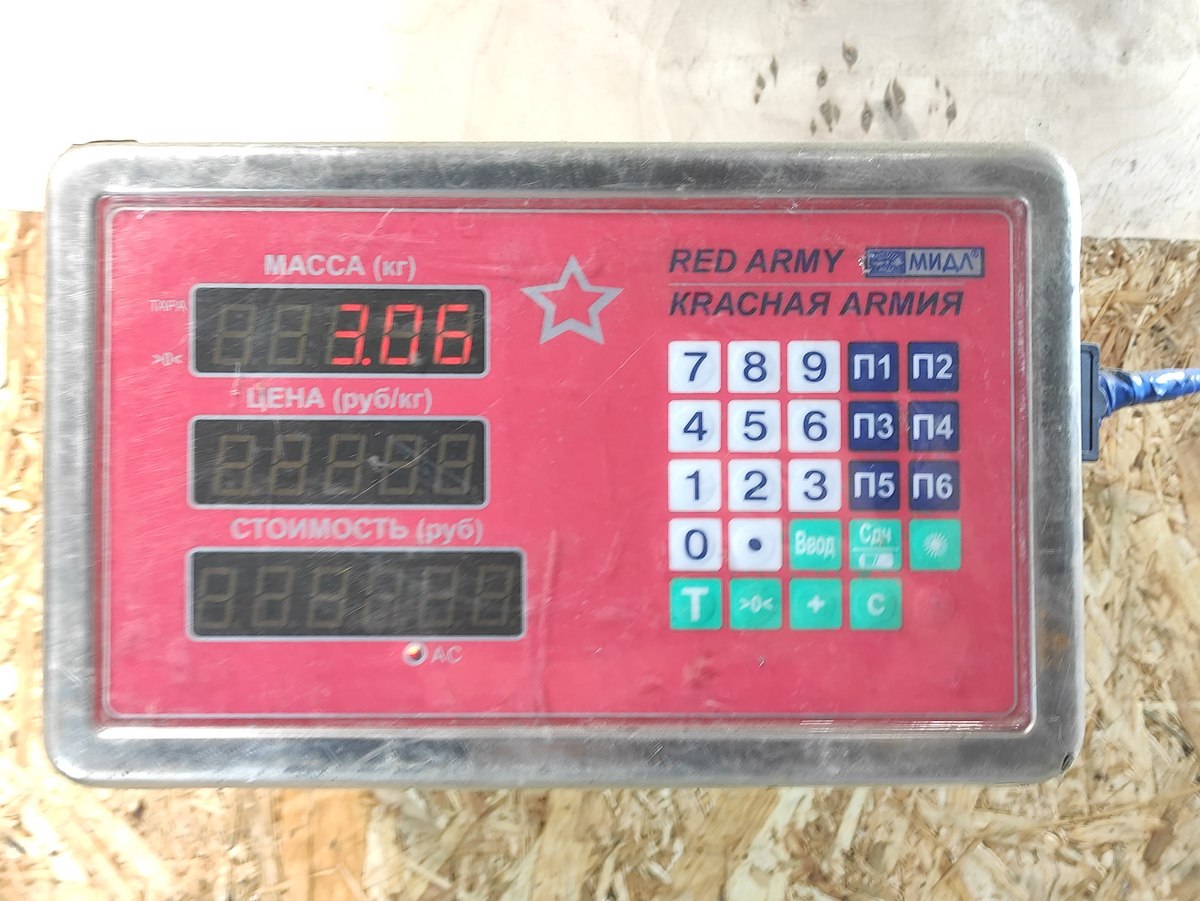 МАССА (кг)
ТАРА
3.06
>0<
ЦЕНА (руб/кг)
СТОИМОСТЬ (руб)
AC
RED ARMY МИДЛ®
КRАСНАЯ АRМИЯ
7 8 9 П1 П2
4 5 6 П3 П4
1 2 3 П5 П6
0 • Ввод Сдч
T >0< + C